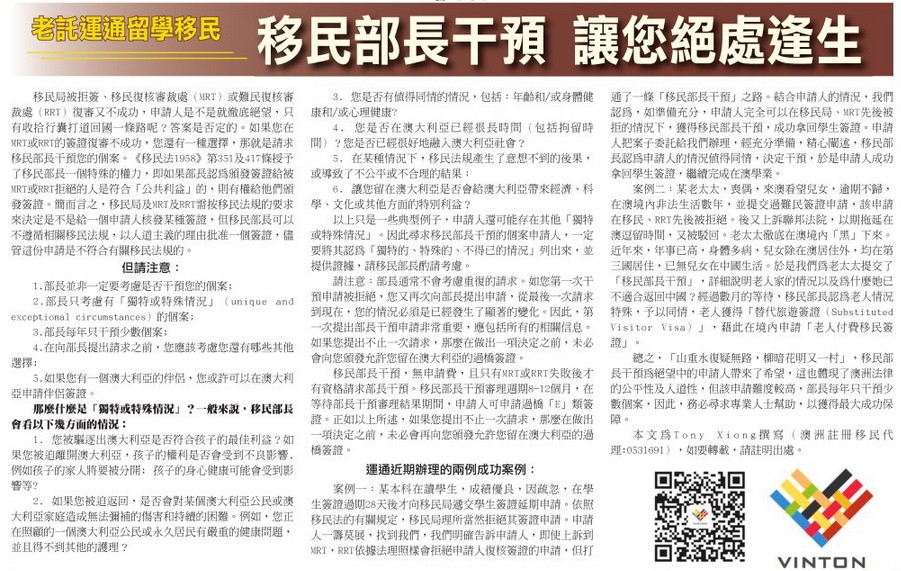 老託運通留學移民
移民部長干預 讓您絕處逢生
移民局被拒簽、移民復核審裁處（MRT）或難民復核審
裁處（RRT）復審又不成功，申請人是不是就徹底絕望，只
有收拾行囊打道回國一條路呢？答案是否定的。如果您在
MRT或RRT的簽證復審不成功，您還有一種選擇，那就是請求
移民部長干預您的個案。《移民法1958》第351及417條授予
了移民部長一個特殊的權力，即如果部長認爲頒發簽證給被
MRT或RRT拒絕的人是符合「公共利益」的，則有權給他們頒
發簽證。簡而言之，移民局及MRT及RRT需按移民法規的要求
來決定是不是給一個申請人核發某種簽證，但移民部長可以
不遵循相關移民法規，以人道主義的理由批准一個簽證，儘
管這份申請是不符合有關移民法規的。
但請注意：
1.部長並非一定要考慮是否干預您的個案;
2.部長只考慮有「獨特或特殊情況」（unique and
exceptional circumstances）的個案;
3.部長每年只干預少數個案;
4.在向部長提出請求之前，您應該考慮您還有哪些其他
選擇;
5.如果您有一個澳大利亞的伴侶，您或許可以在澳大利
亞申請伴侶簽證。
那麼什麼是「獨特或特殊情況」？一般來說，移民部長
會看以下幾方面的情況：
1. 您被驅逐出澳大利亞是否符合孩子的最佳利益？如
果您被迫離開澳大利亞，孩子的權利是否會受到不良影響.
例如孩子的家人將要被分開: 孩子的身心健康可能會受到影
響等?
2. 如果您被迫返回，是否會對某個澳大利亞公民或澳
大利亞家庭造成無法彌補的傷害和持續的困難。例如，您正
在照顧的一個澳大利亞公民或永久居民有嚴重的健康問題，
並且得不到其他的護理？
3. 您是否有值得同情的情況，包括：年齡和/或身體健
康和/或心理健康?
4. 您是否在澳大利亞已經很長時間（包括拘留時
間）？您是否已經很好地融入澳大利亞社會？
5. 在某種情況下，移民法規產生了意想不到的後果，
或導致了不公平或不合理的結果：
6. 讓您留在澳大利亞是否會給澳大利亞帶來經濟、科
學、文化或其他方面的特別利益？
以上只是一些典型例子，申請人還可能存在其他「獨特
或特殊情況」。因此尋求移民部長干預的個案申請人，一定
要將其認爲「獨特的、特殊的、不得已的情況」列出來，並
提供證據，請移民部長酌請考慮。
請注意：部長通常不會考慮重復的請求。如您第一次干
預申請被拒絕，您又再次向部長提出申請，從最後一次請求
到現在，您的情況必須是已經發生了顯著的變化。因此，第
一次提出部長干預申請非常重要，應包括所有的相關信息。
如果您提出不止一次請求，那麼在做出一項決定之前，未必
會向您頒發允許您留在澳大利亞的過橋簽證。
移民部長干預，無申請費，且只有MRT或RRT失敗後才
有資格請求部長干預。移民部長干預審理週期8-12個月，在
等待部長干預審理結果期間，申請人可申請過橋「E」類簽
證。正如以上所述，如果您提出不止一次請求，那麼在做出
一項決定之前，未必會再向您頒發允許您留在澳大利亞的過
橋簽證。
運通近期辦理的兩例成功案例：
案例一：某本科在讀學生，成績優良，因疏忽，在學
生簽證過期28天後才向移民局遞交學生簽證延期申請。依照
移民法的有關規定，移民局理所當然拒絕其簽證申請。申請
人一籌莫展，找到我們，我們明確告訴申請人，即使上訴到
MRT，RRT依據法理照樣會拒絕申請人復核簽證的申請，但打
通了一條「移民部長干預」之路。結合申請人的情況，我們
認爲，如準備充分，申請人完全可以在移民局、MRT先後被
拒的情況下，獲得移民部長干預，成功拿回學生簽證。申請
人把案子委託給我們辦理，經充分準備，精心闡述，移民部
長認爲申請人的情況值得同情，決定干預，於是申請人成功
拿回學生簽證，繼續完成在澳學業。
案例二：某老太太，喪偶，來澳看望兒女，逾期不歸，
在澳境內非法生活數年，並提交過難民簽證申請，該申請
在移民、RRT先後被拒絕。後又上訴聯邦法院，以期拖延在
澳逗留時間，又被駁回。老太太徹底在澳境内「黑」下來。
近年來，年事已高，身體多病，兒女除在澳居住外，均在第
三國居住，已無兒女在中國生活。於是我們爲老太太提交了
「移民部長干預」，詳細說明老人家的情況以及爲什麼她已
不適合返回中國？經過數月的等待，移民部長認爲老人情況
特殊，予以同情，老人獲得「替代旅遊簽證（Substituted
Visitor Visa）」，藉此在境內申請「老人付費移民簽
證」。
總之，「山重水復疑無路，柳暗花明又一村」，移民部
長干預爲絕望中的申請人帶來了希望，這也體現了澳洲法律
的公平性及人道性，但該申請難度較高，部長每年只干預少
數個案，因此，務必尋求專業人士幫助，以獲得最大成功保
障。
本文爲Tony Xiong撰寫（澳洲註冊移民代
理:0531691），如要轉載，請註明出處。
VINTON